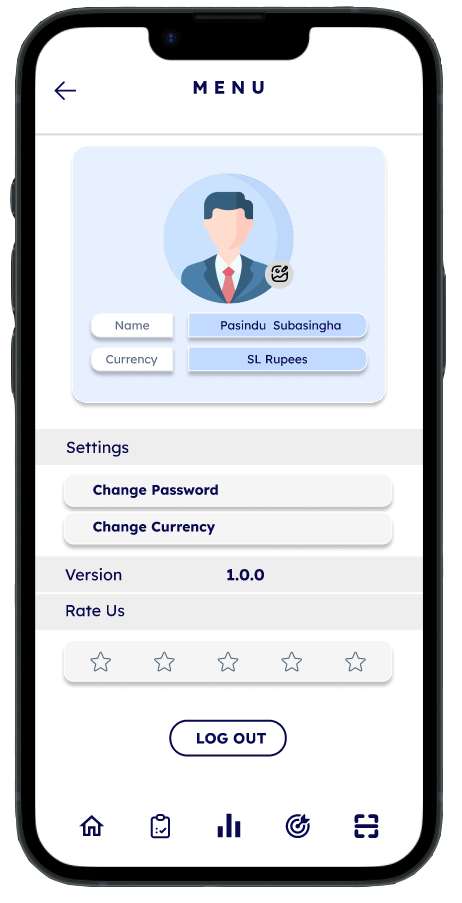 MENU
Name Pasindu Subasingha
Currency SL Rupees
Settings
Change Password
Change Currency
Version 1.0.0
Rate Us
LOG OUT